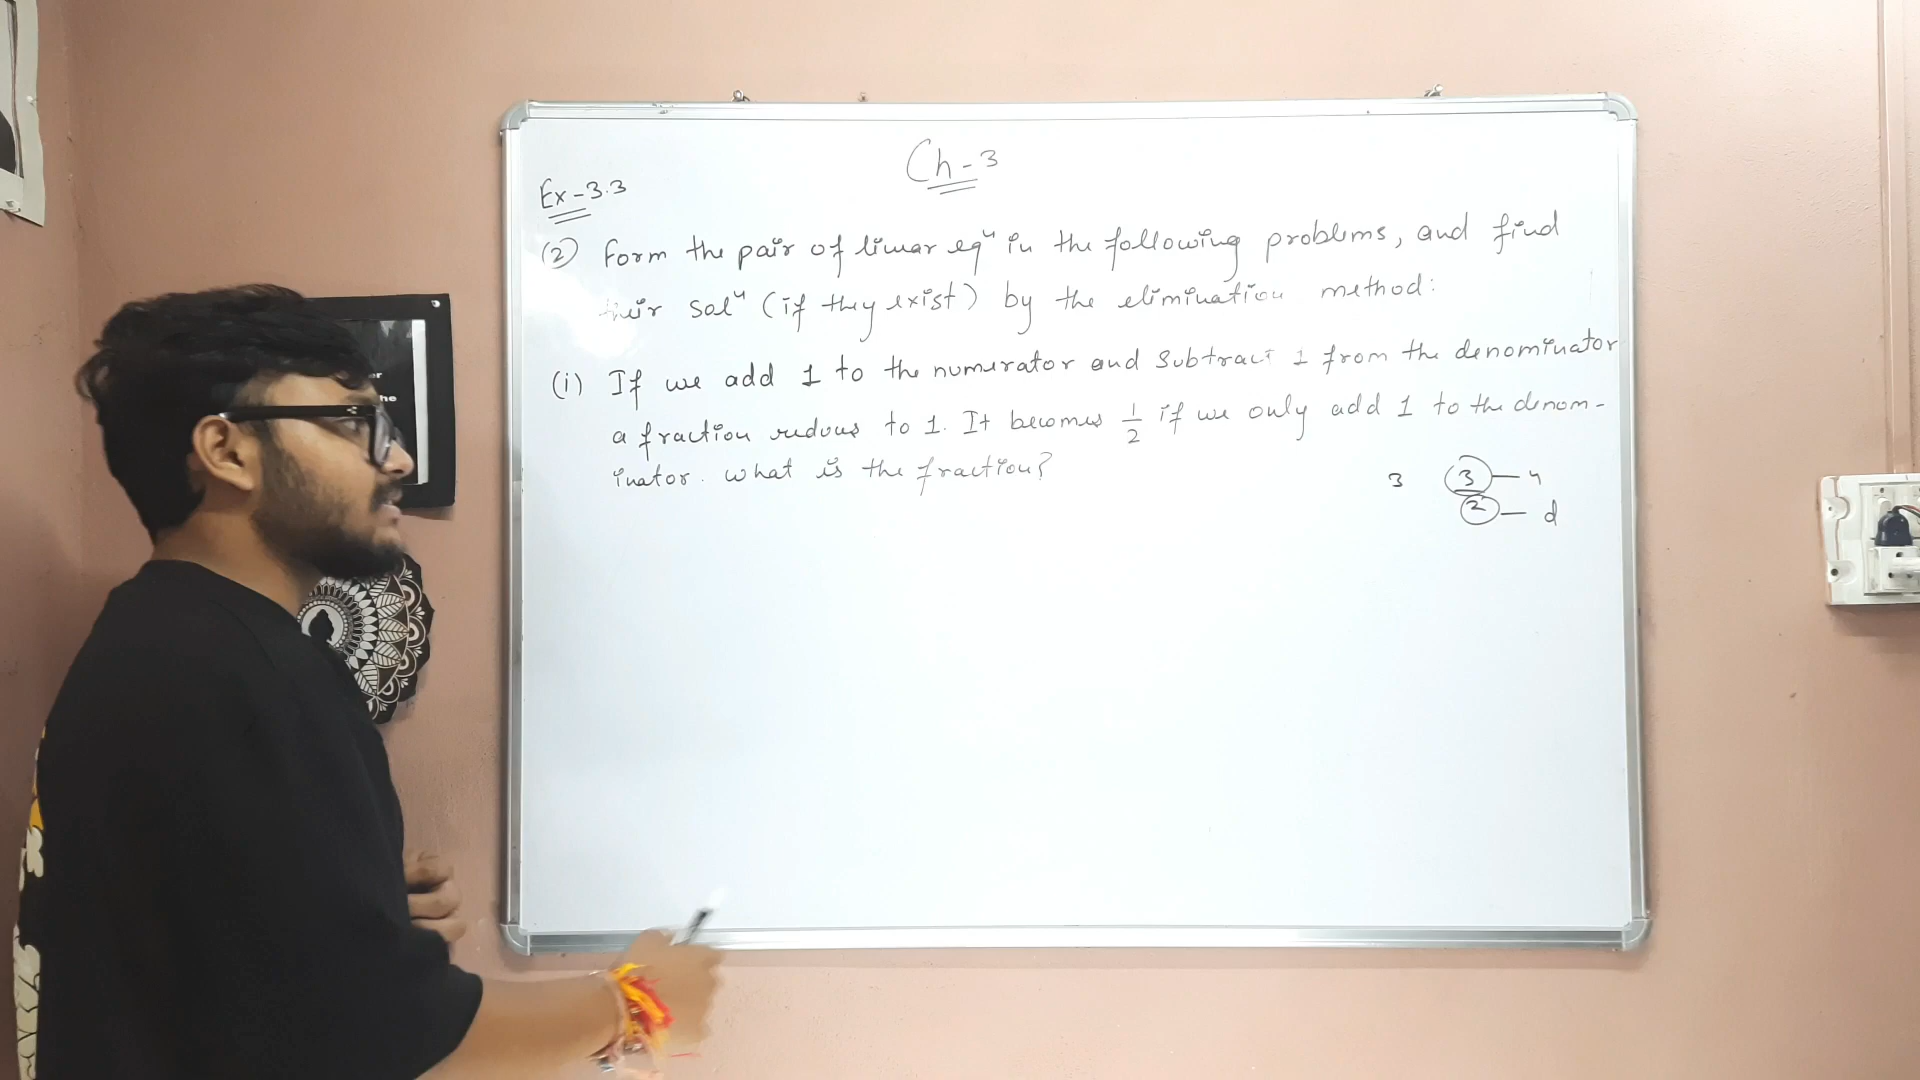 Ch-3
Ex-3.3
(2) Form the pair of linear eqⁿ in the following problems, and find
their solⁿ (if they exist) by the elimination method:
(i) If we add 1 to the numerator and subtract 1 from the denominator
a fraction reduces to 1. It becomes 1/2 if we only add 1 to the denom-
inator. what is the fraction?
3 3 — n
2 — d
er
he